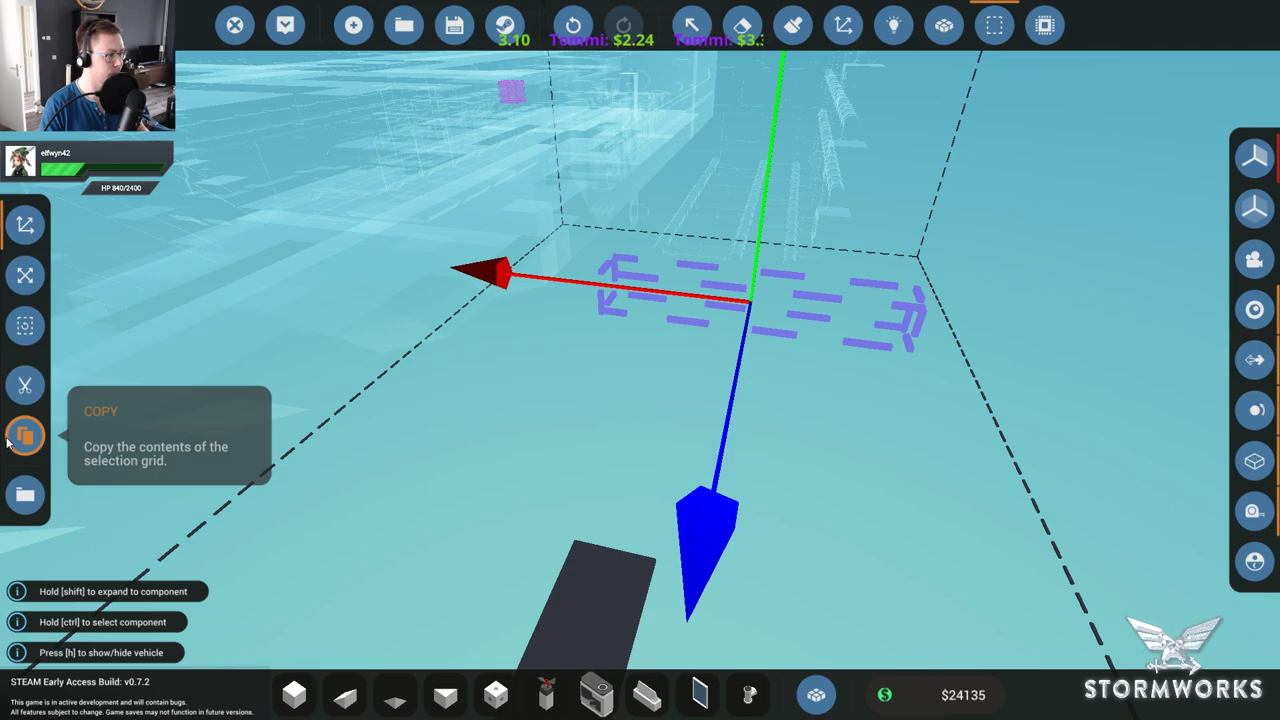 3.10 Tommi: $2.24 Tommi: $3.
elfwyn42
HP 840/2400
COPY
Copy the contents of the
selection grid.
Hold [shift] to expand to component
Hold [ctrl] to select component
Press [h] to show/hide vehicle
STEAM Early Access Build: v0.7.2
This game is in active development and will contain bugs.
All features subject to change. Game saves may not function in future versions.
$ $24135
STORMWORKS